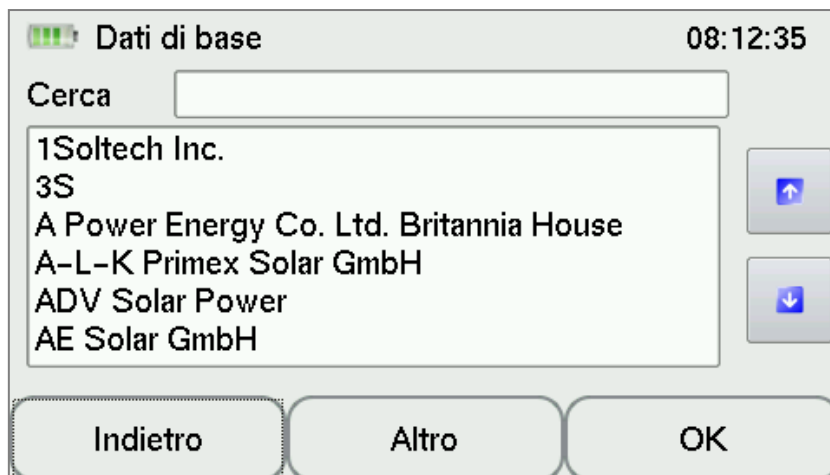 Dati di base 08:12:35
Cerca
1Soltech Inc.
3S
A Power Energy Co. Ltd. Britannia House
A-L-K Primex Solar GmbH
ADV Solar Power
AE Solar GmbH
Indietro Altro OK